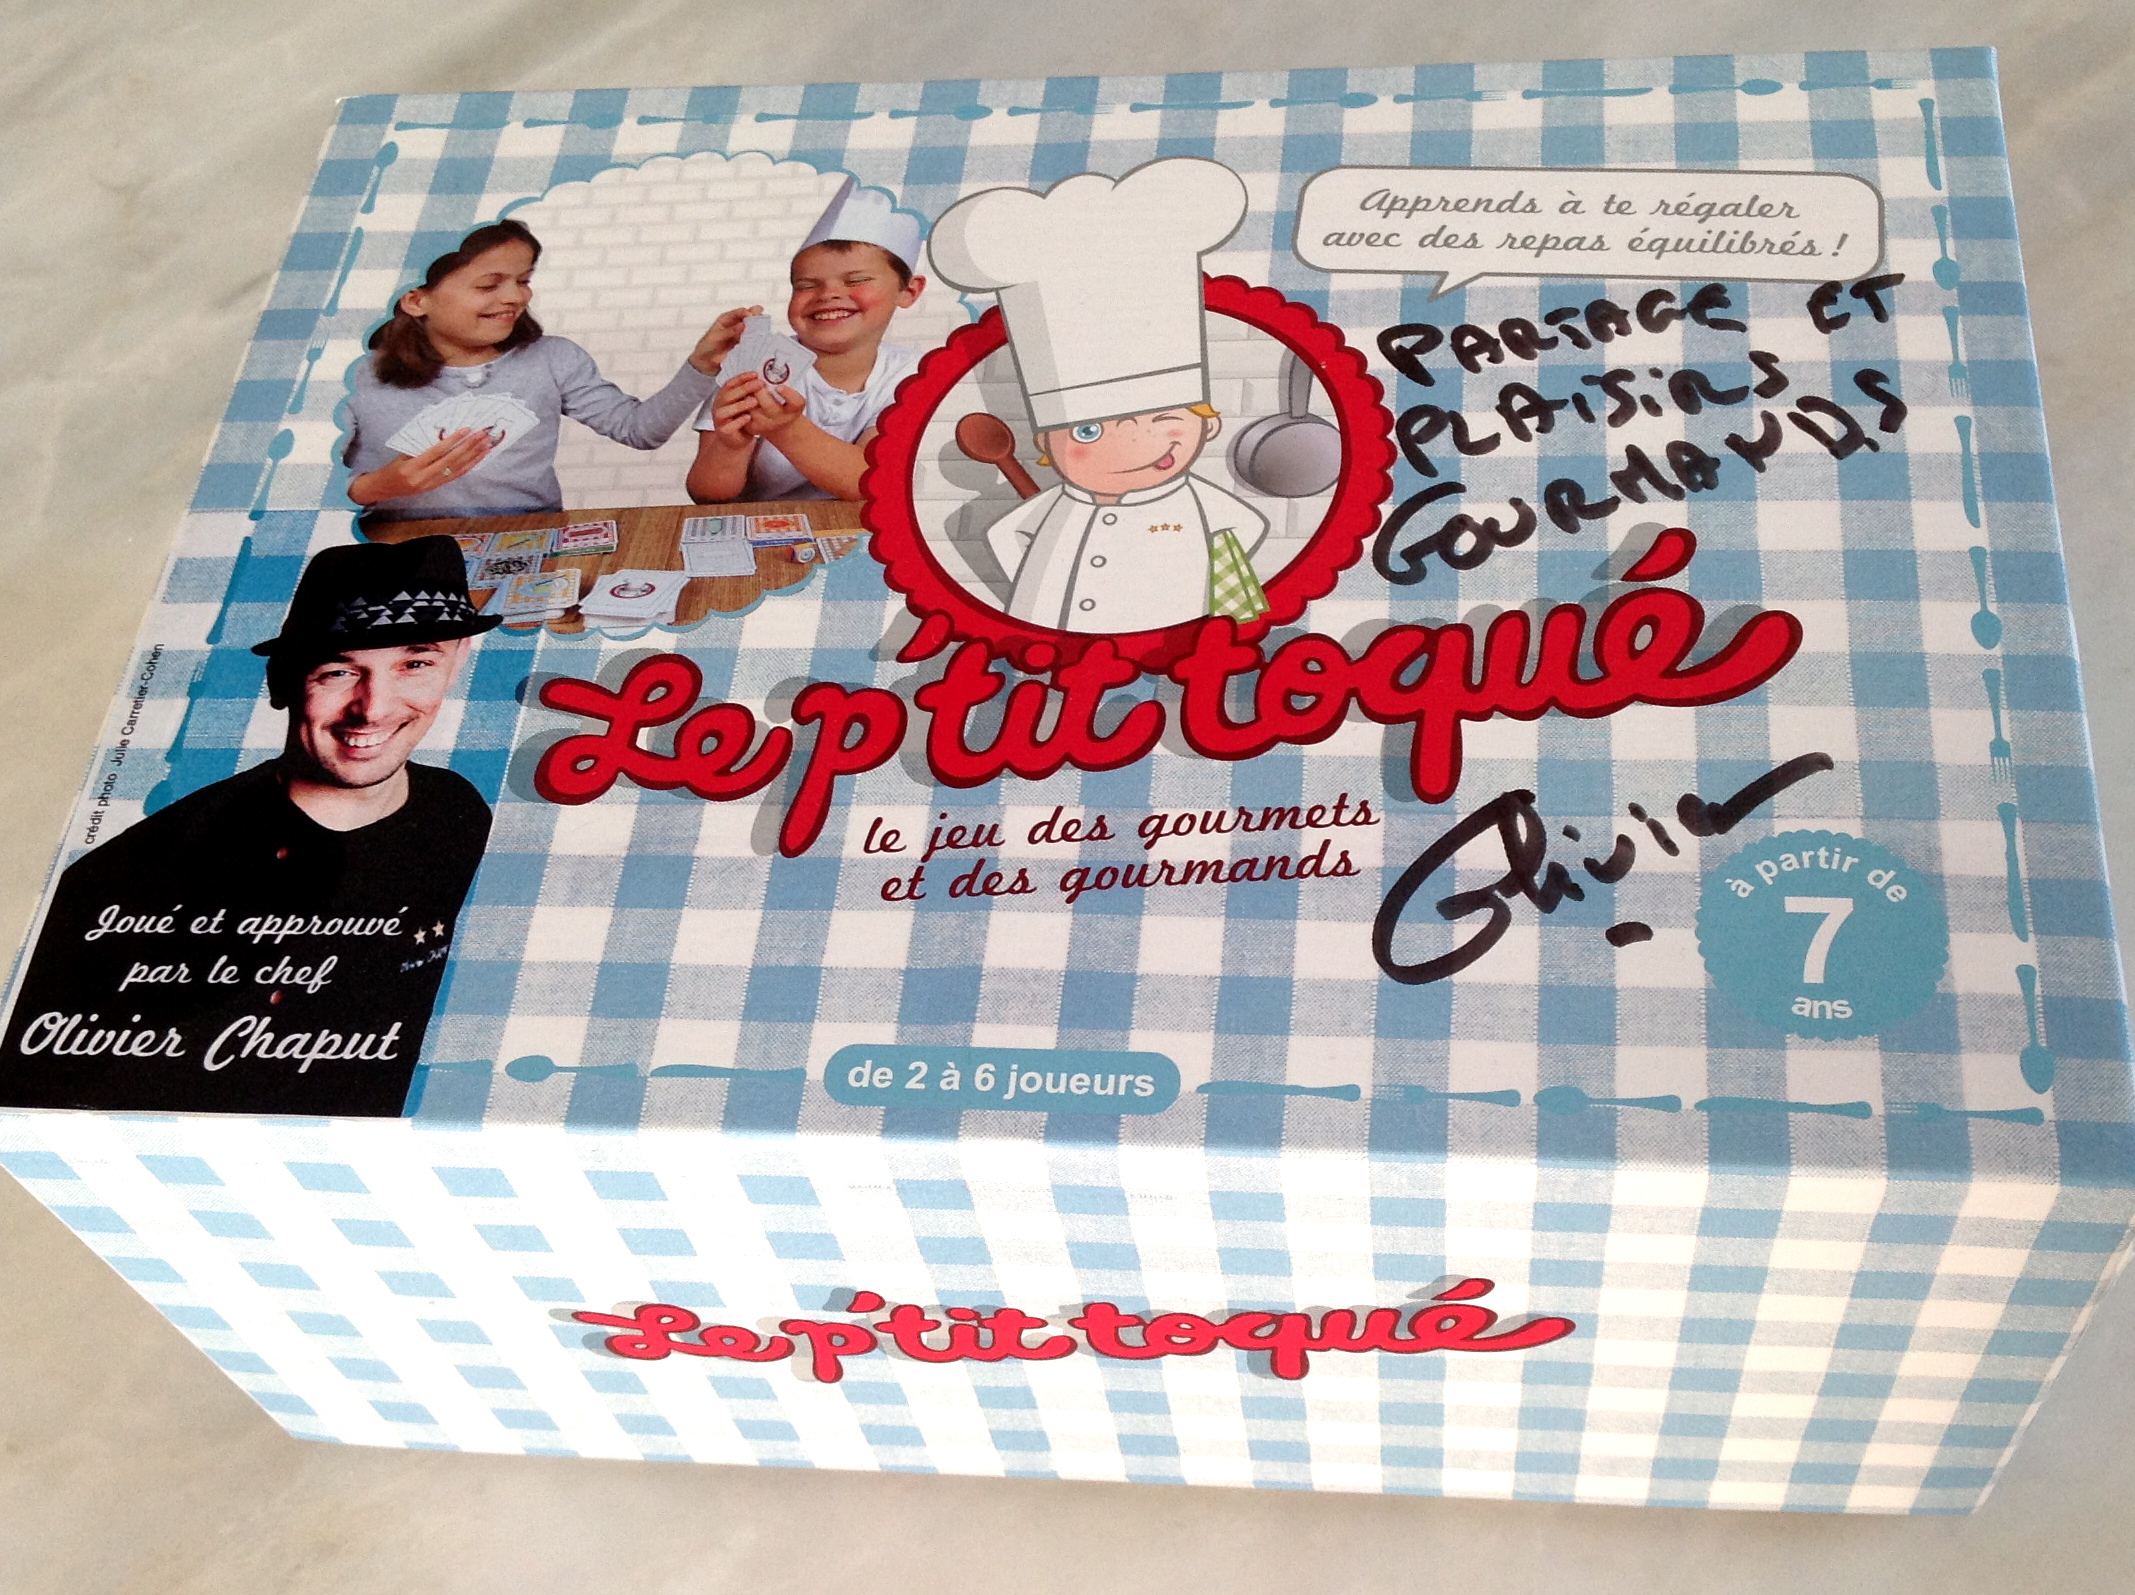 Apprends à te régaler
avec des repas équilibrés !
PARTAGE ET
PLAISIRS
GOURMANDS
Le p'tit toqué
le jeu des gourmets
et des gourmands
Olivier
à partir de
7
ans
crédit photo Julie Carretier-Cohen
Joué et approuvé
par le chef
Olivier Chaput
de 2 à 6 joueurs
Le p'tit toqué